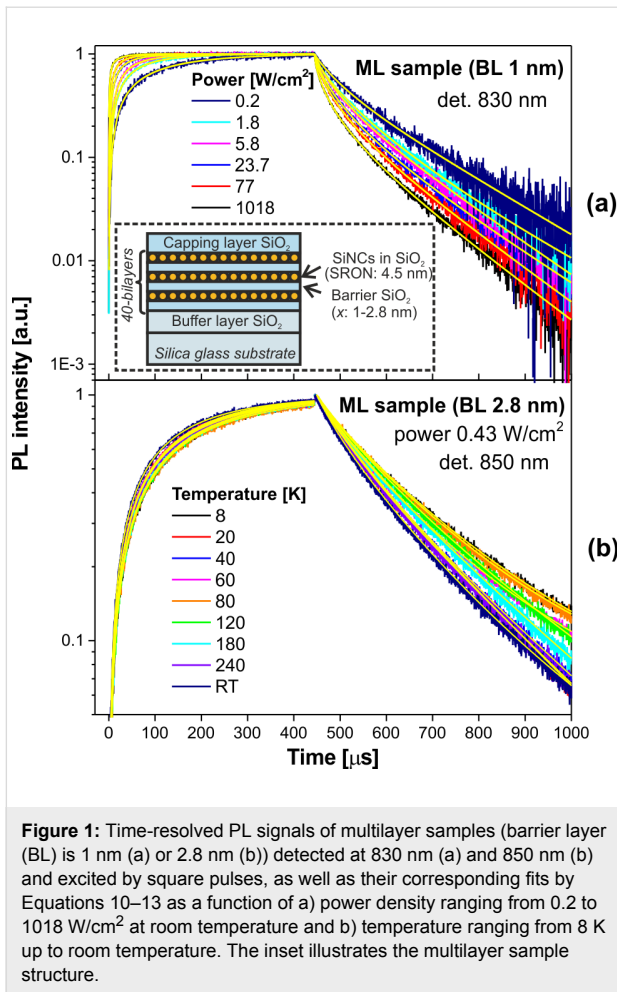 PL intensity [a.u.]
1
0.1
0.01
1E-3
Power [W/cm²]
0.2
1.8
5.8
23.7
77
1018
ML sample (BL 1 nm)
det. 830 nm
(a)
40-bilayers
Capping layer SiO₂
Buffer layer SiO₂
Silica glass substrate
SiNCs in SiO₂
(SRON: 4.5 nm)
Barrier SiO₂
(x: 1-2.8 nm)
1
0.1
ML sample (BL 2.8 nm)
power 0.43 W/cm²
det. 850 nm
Temperature [K]
8
20
40
60
80
120
180
240
RT
(b)
0 100 200 300 400 500 600 700 800 900 1000
Time [µs]
Figure 1: Time-resolved PL signals of multilayer samples (barrier layer
(BL) is 1 nm (a) or 2.8 nm (b)) detected at 830 nm (a) and 850 nm (b)
and excited by square pulses, as well as their corresponding fits by
Equations 10–13 as a function of a) power density ranging from 0.2 to
1018 W/cm² at room temperature and b) temperature ranging from 8 K
up to room temperature. The inset illustrates the multilayer sample
structure.